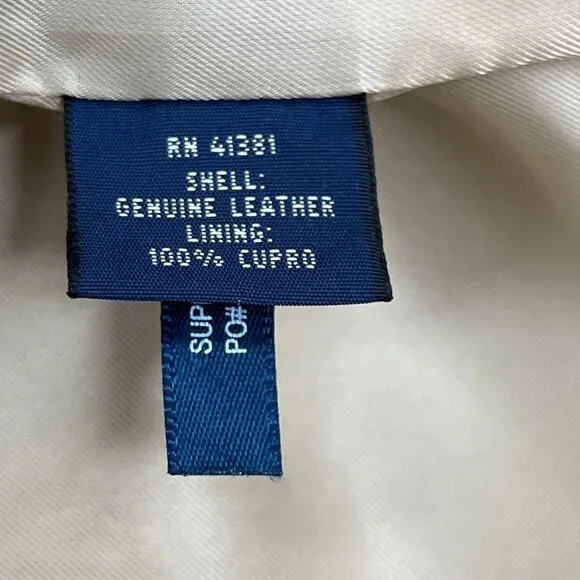 RN 41381
SHELL:
GENUINE LEATHER
LINING:
100% CUPRO
SUP
PO#